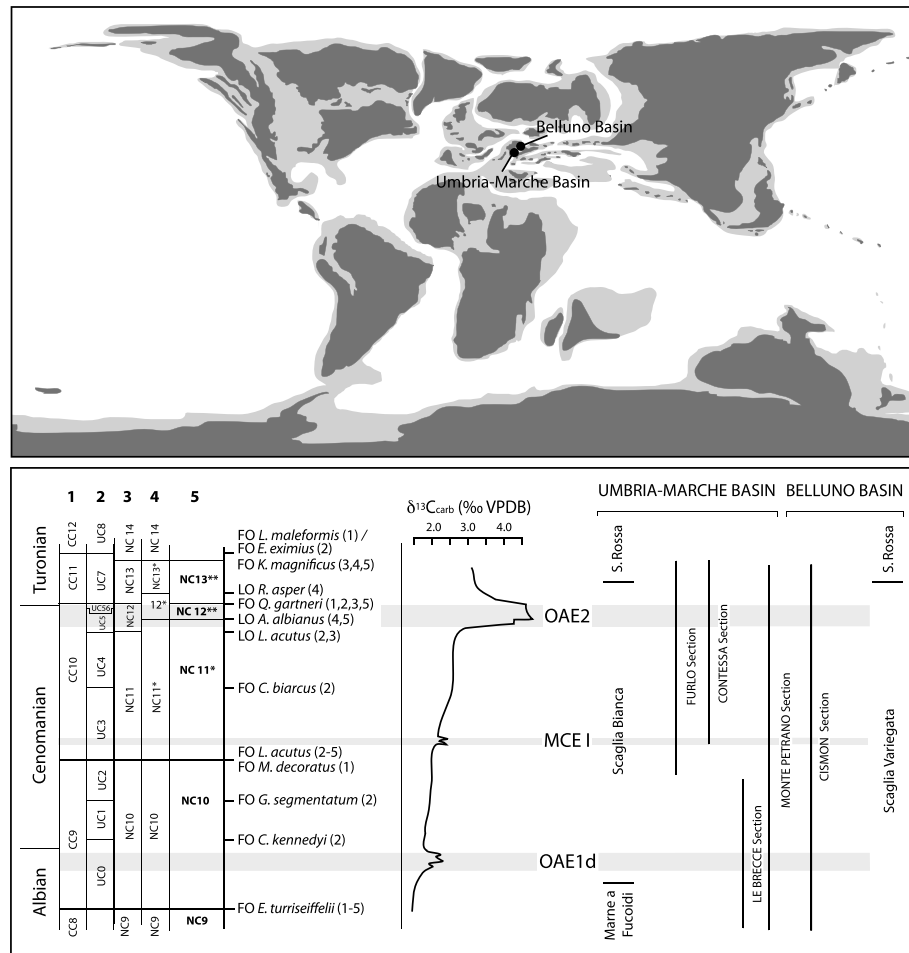 Belluno Basin
Umbria-Marche Basin
1 2 3 4 5
δ¹³Ccarb (‰ VPDB)
2.0 3.0 4.0
UMBRIA-MARCHE BASIN
BELLUNO BASIN
Turonian
Cenomanian
Albian
CC12
CC11
CC10
CC9
CC8
UC8
UC7
UC56
UC5
UC4
UC3
UC2
UC1
UC0
NC 14
NC13
NC12
NC11
NC10
NC9
NC 14
NC13*
12*
NC11*
NC10
NC9
NC13**
NC 12**
NC 11*
NC10
NC9
FO L. maleformis (1) /
FO E. eximius (2)
FO K. magnificus (3,4,5)
LO R. asper (4)
FO Q. gartneri (1,2,3,5)
LO A. albianus (4,5)
LO L. acutus (2,3)
FO C. biarcus (2)
FO L. acutus (2-5)
FO M. decoratus (1)
FO G. segmentatum (2)
FO C. kennedyi (2)
FO E. turriseiffelii (1-5)
OAE2
MCE I
OAE1d
S. Rossa
Scaglia Bianca
Marne a
Fucoidi
FURLO Section
CONTESSA Section
LE BRECCE Section
MONTE PETRANO Section
CISMON Section
S. Rossa
Scaglia Variegata